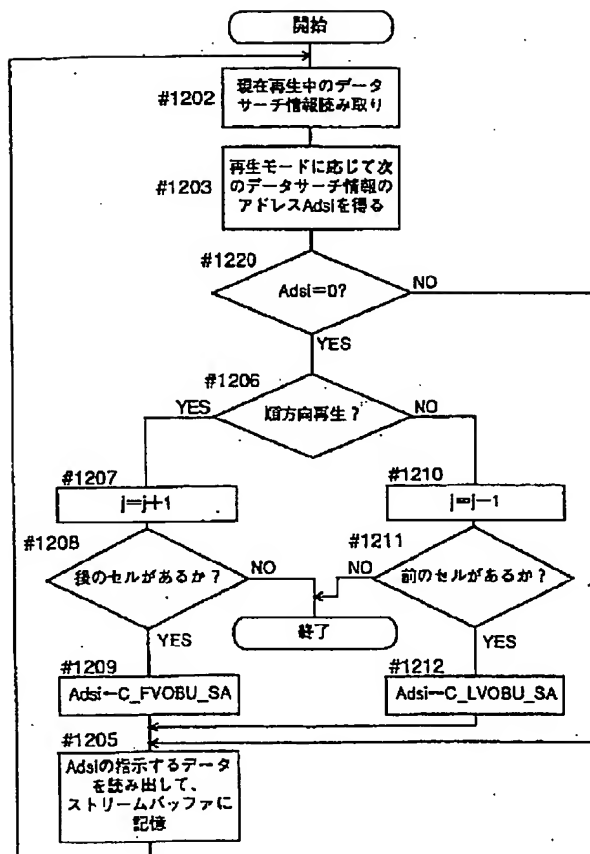 開始
#1202
現在再生中のデータ
サーチ情報読み取り
#1203
再生モードに応じて次
のデータサーチ情報の
アドレスAdsiを得る
#1220
Adsi=0?
NO
YES
#1206
順方向再生？
YES
NO
#1207
j=j+1
#1210
j=j-1
#1208
後のセルがあるか？
NO
YES
#1211
前のセルがあるか？
NO
YES
終了
#1209
Adsi←C_FVOBU_SA
#1212
Adsi←C_LVOBU_SA
#1205
Adsiの指示するデータ
を読み出して、
ストリームバッファに
記憶